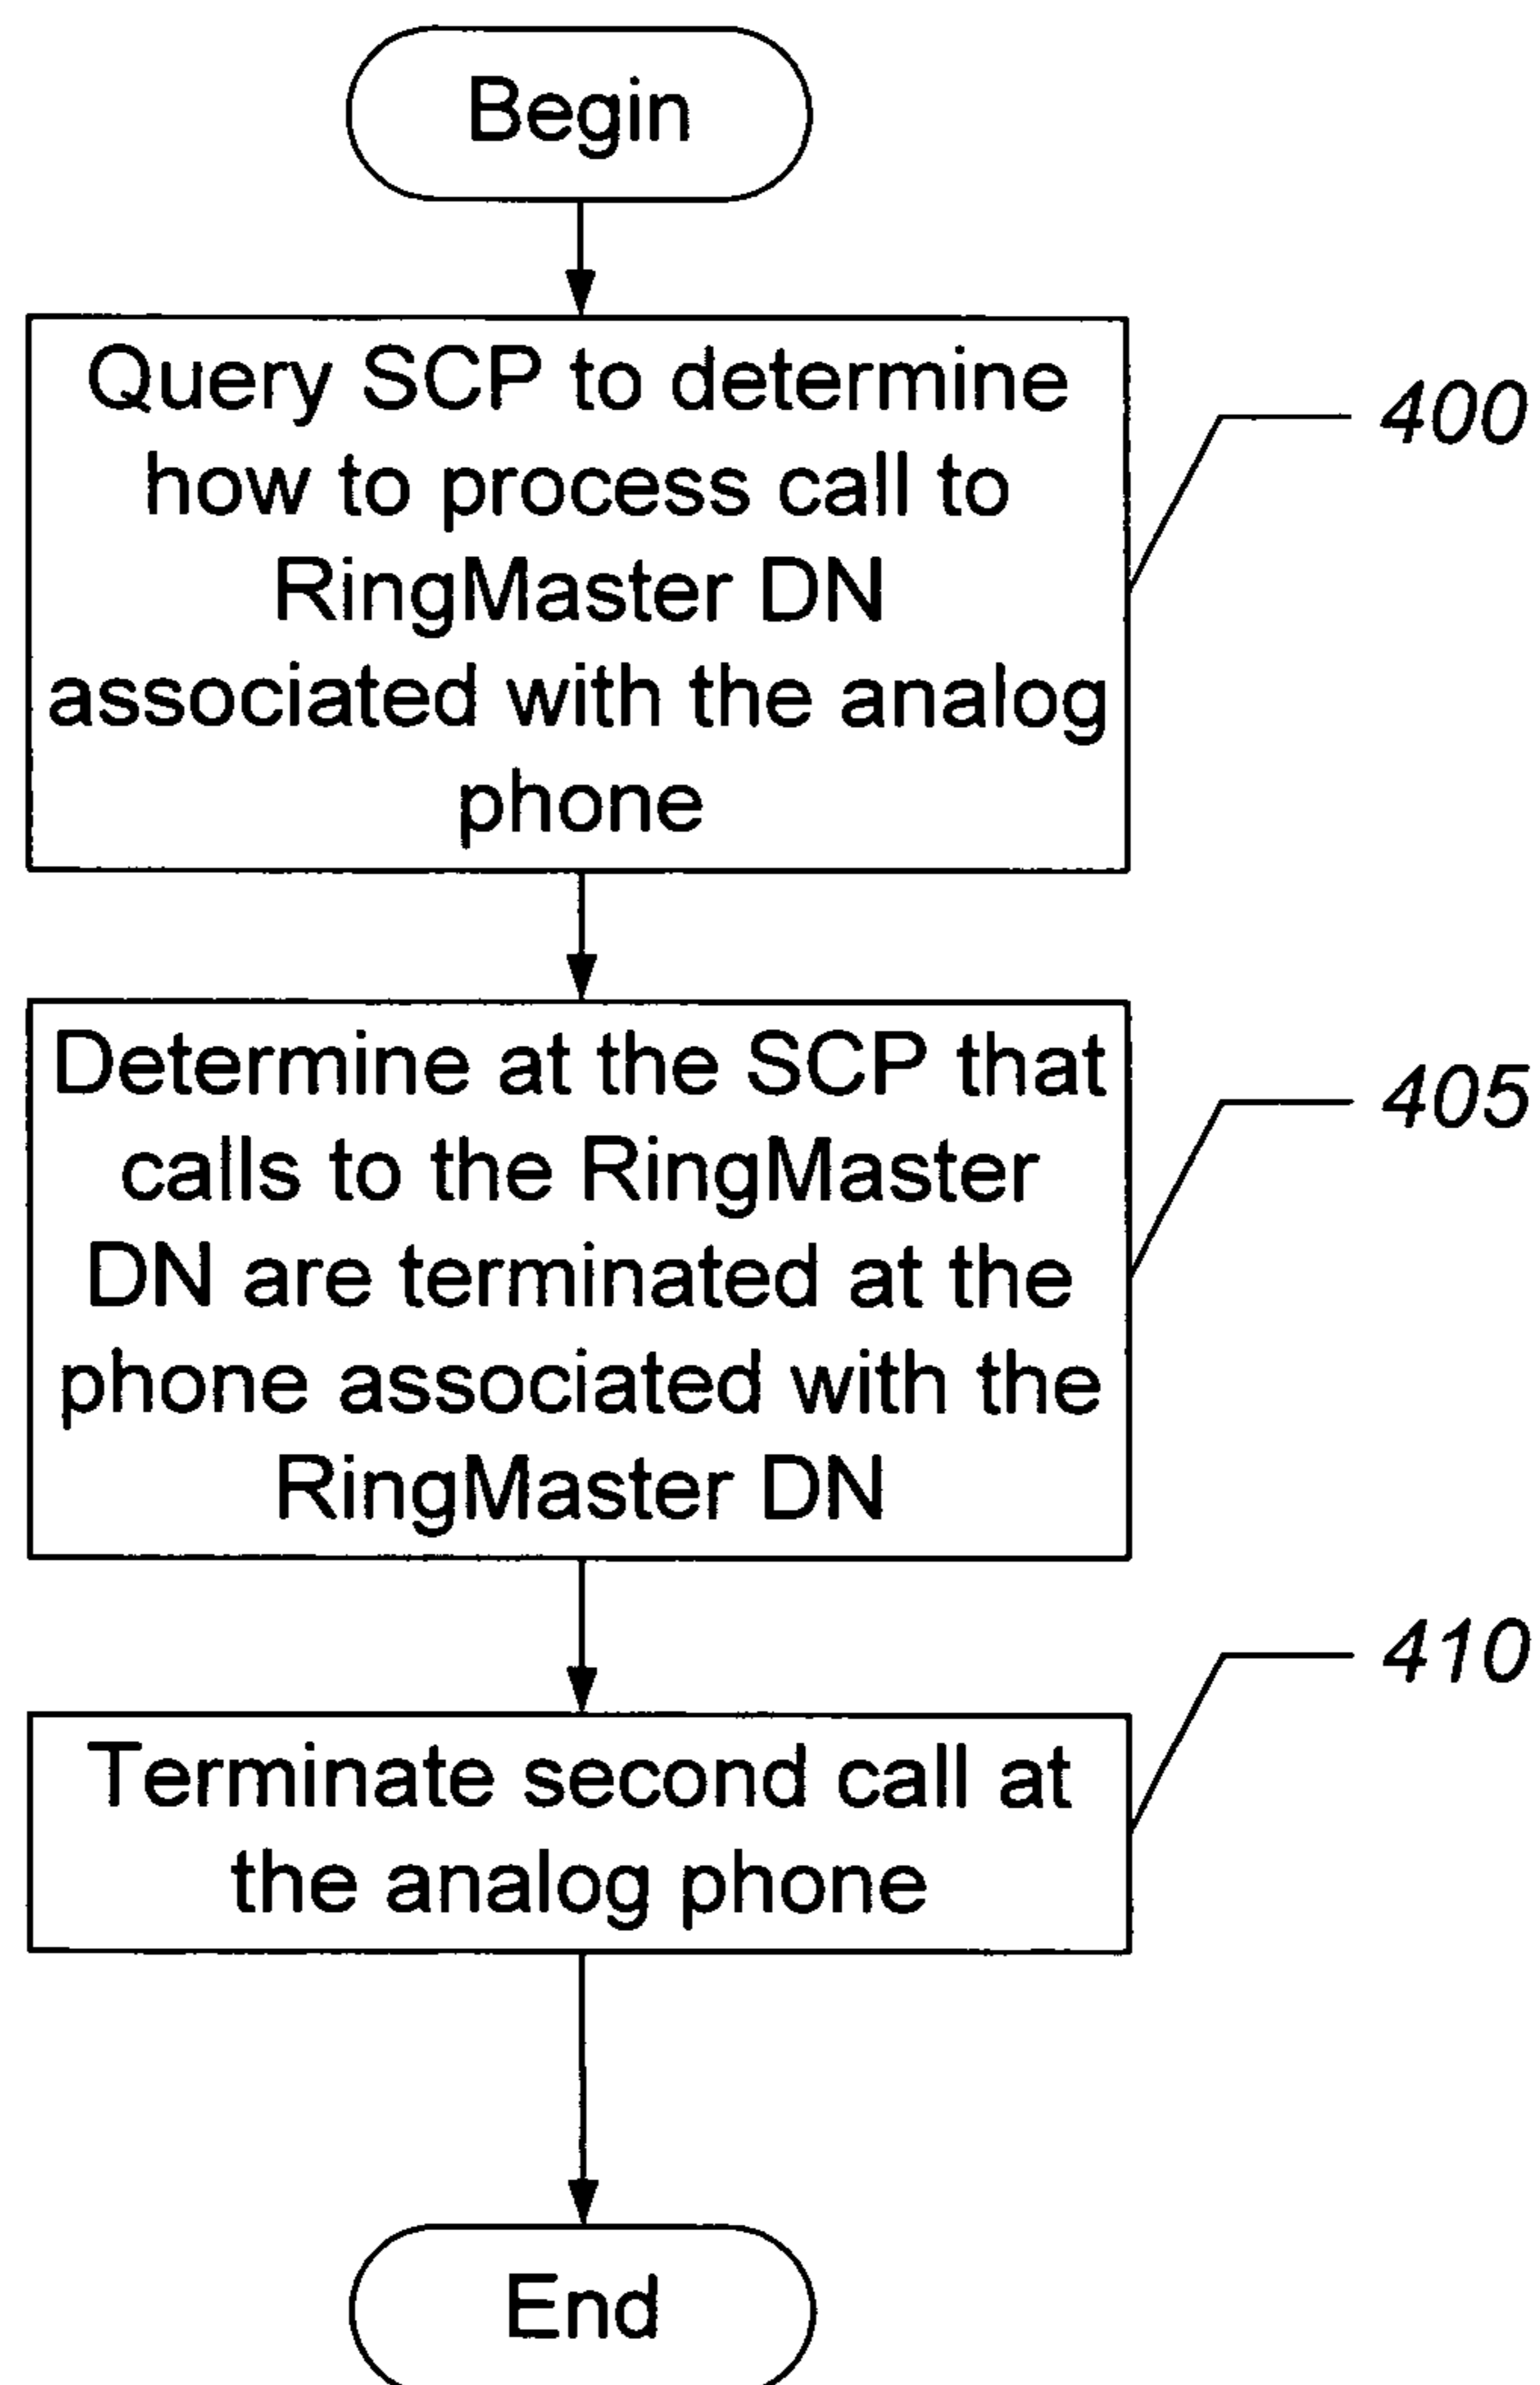 Begin
Query SCP to determine
how to process call to
RingMaster DN
associated with the analog
phone
400
Determine at the SCP that
calls to the RingMaster
DN are terminated at the
phone associated with the
RingMaster DN
405
Terminate second call at
the analog phone
410
End